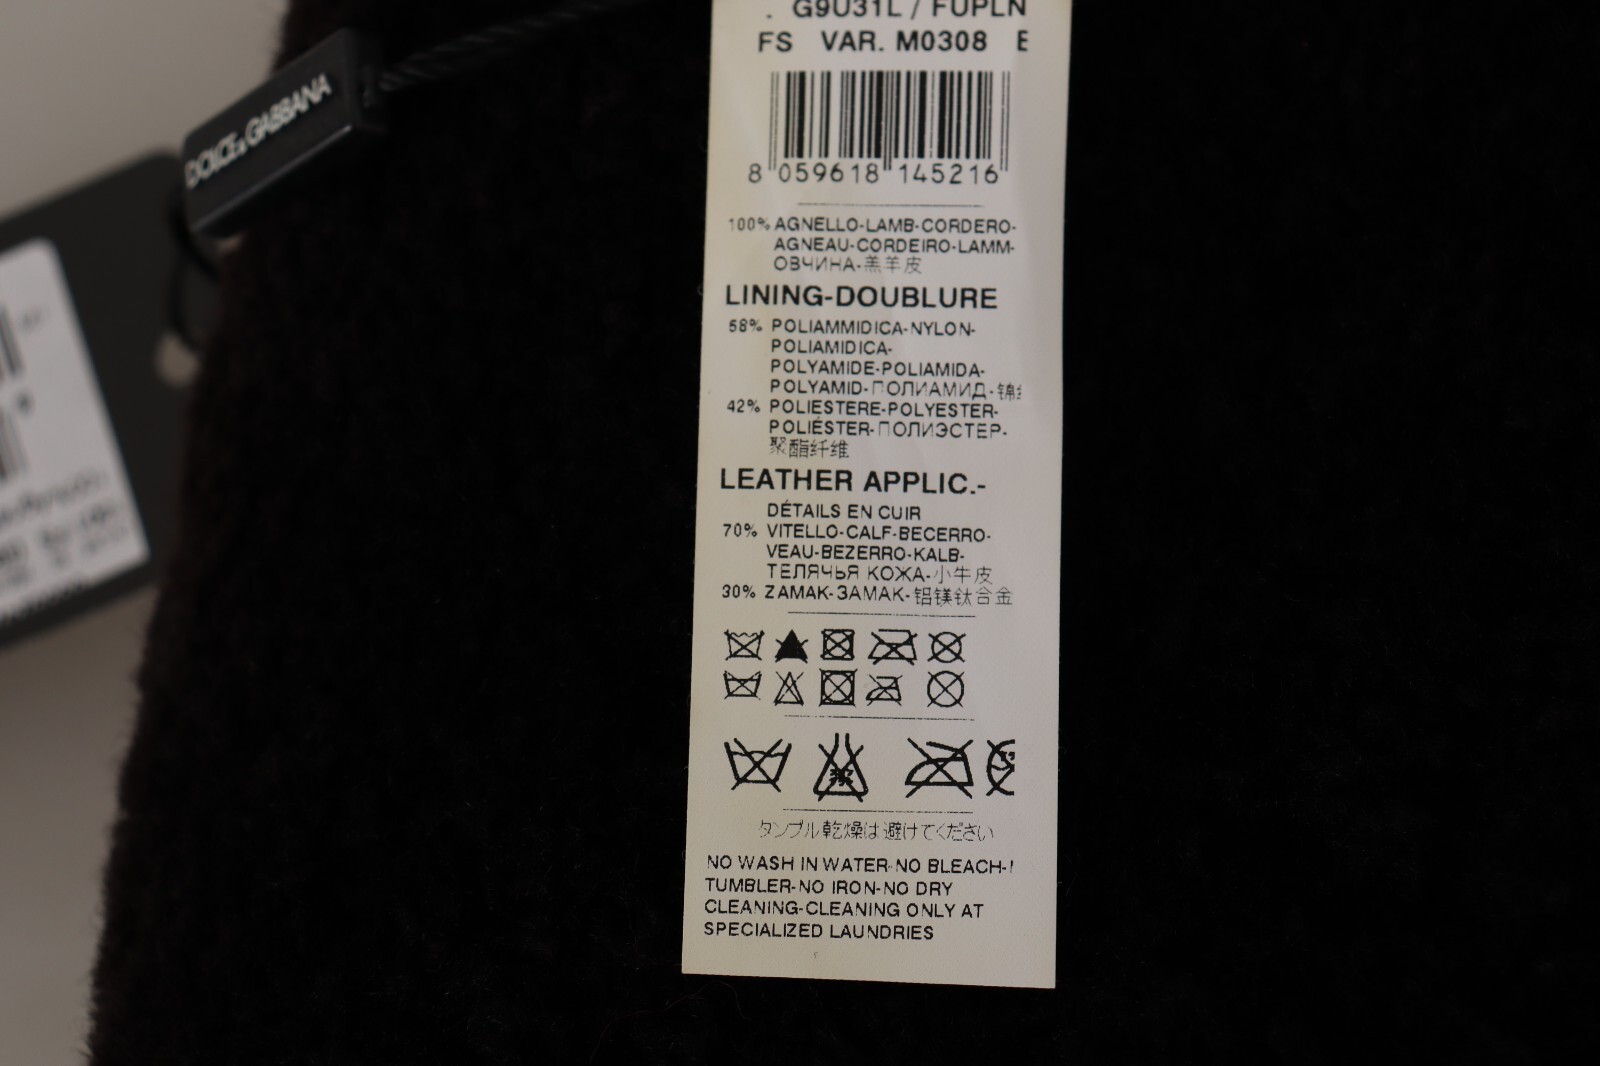 DOLCE&GABBANA
. G9U31L / FUPLN
FS VAR. M0308
8 059618 145216
100% AGNELLO-LAMB-CORDERO-
AGNEAU-CORDEIRO-LAMM-
ОВЧИНА-羔羊皮
LINING-DOUBLURE
58% POLIAMMIDICA-NYLON-
POLIAMIDICA-
POLYAMIDE-POLIAMIDA-
POLYAMID-ПОЛИАМИД-锦
42% POLIESTERE-POLYESTER-
POLIÉSTER-ПОЛИЭСТЕР-
聚酯纤维
LEATHER APPLIC.-
DÉTAILS EN CUIR
70% VITELLO-CALF-BECERRO-
VEAU-BEZERRO-KALB-
ТЕЛЯЧЬЯ КОЖА-小牛皮
30% ZAMAK-ЗАМАК-铝镁钛合金
タンブル乾燥は避けてください
NO WASH IN WATER-NO BLEACH-
TUMBLER-NO IRON-NO DRY
CLEANING-CLEANING ONLY AT
SPECIALIZED LAUNDRIES